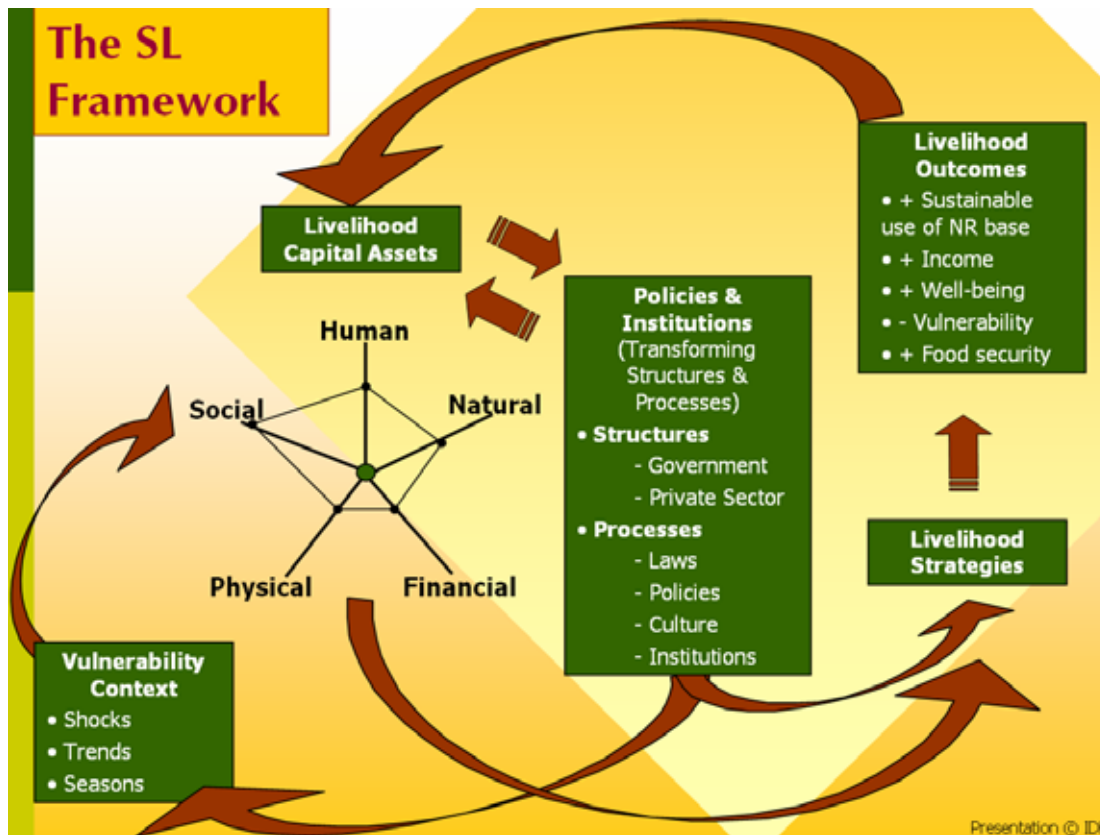 The SL
Framework
Livelihood
Outcomes
• + Sustainable
use of NR base
• + Income
• + Well-being
• - Vulnerability
• + Food security
Livelihood
Capital Assets
Policies &
Institutions
(Transforming
Structures &
Processes)
• Structures
- Government
- Private Sector
• Processes
- Laws
- Policies
- Culture
- Institutions
Human
Social
Natural
Physical
Financial
Livelihood
Strategies
Vulnerability
Context
• Shocks
• Trends
• Seasons
Presentation ©